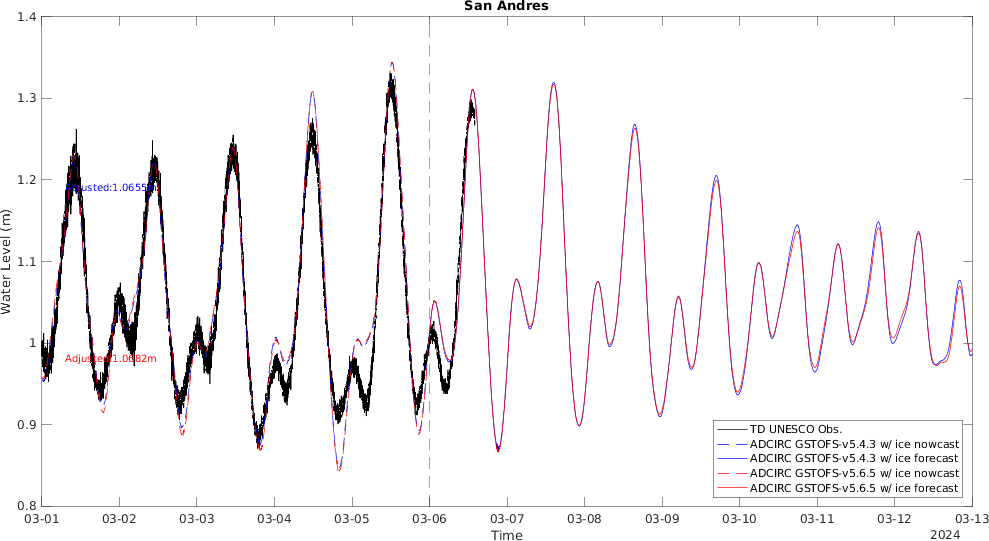 San Andres
1.4
1.3
1.2
1.1
1
0.9
0.8
Water Level (m)
Adjusted:1.0655m
Adjusted:1.0682m
TD UNESCO Obs.
ADCIRC GSTOFS-v5.4.3 w/ ice nowcast
ADCIRC GSTOFS-v5.4.3 w/ ice forecast
ADCIRC GSTOFS-v5.6.5 w/ ice nowcast
ADCIRC GSTOFS-v5.6.5 w/ ice forecast
03-01 03-02 03-03 03-04 03-05 03-06 03-07 03-08 03-09 03-10 03-11 03-12 03-13
Time
2024